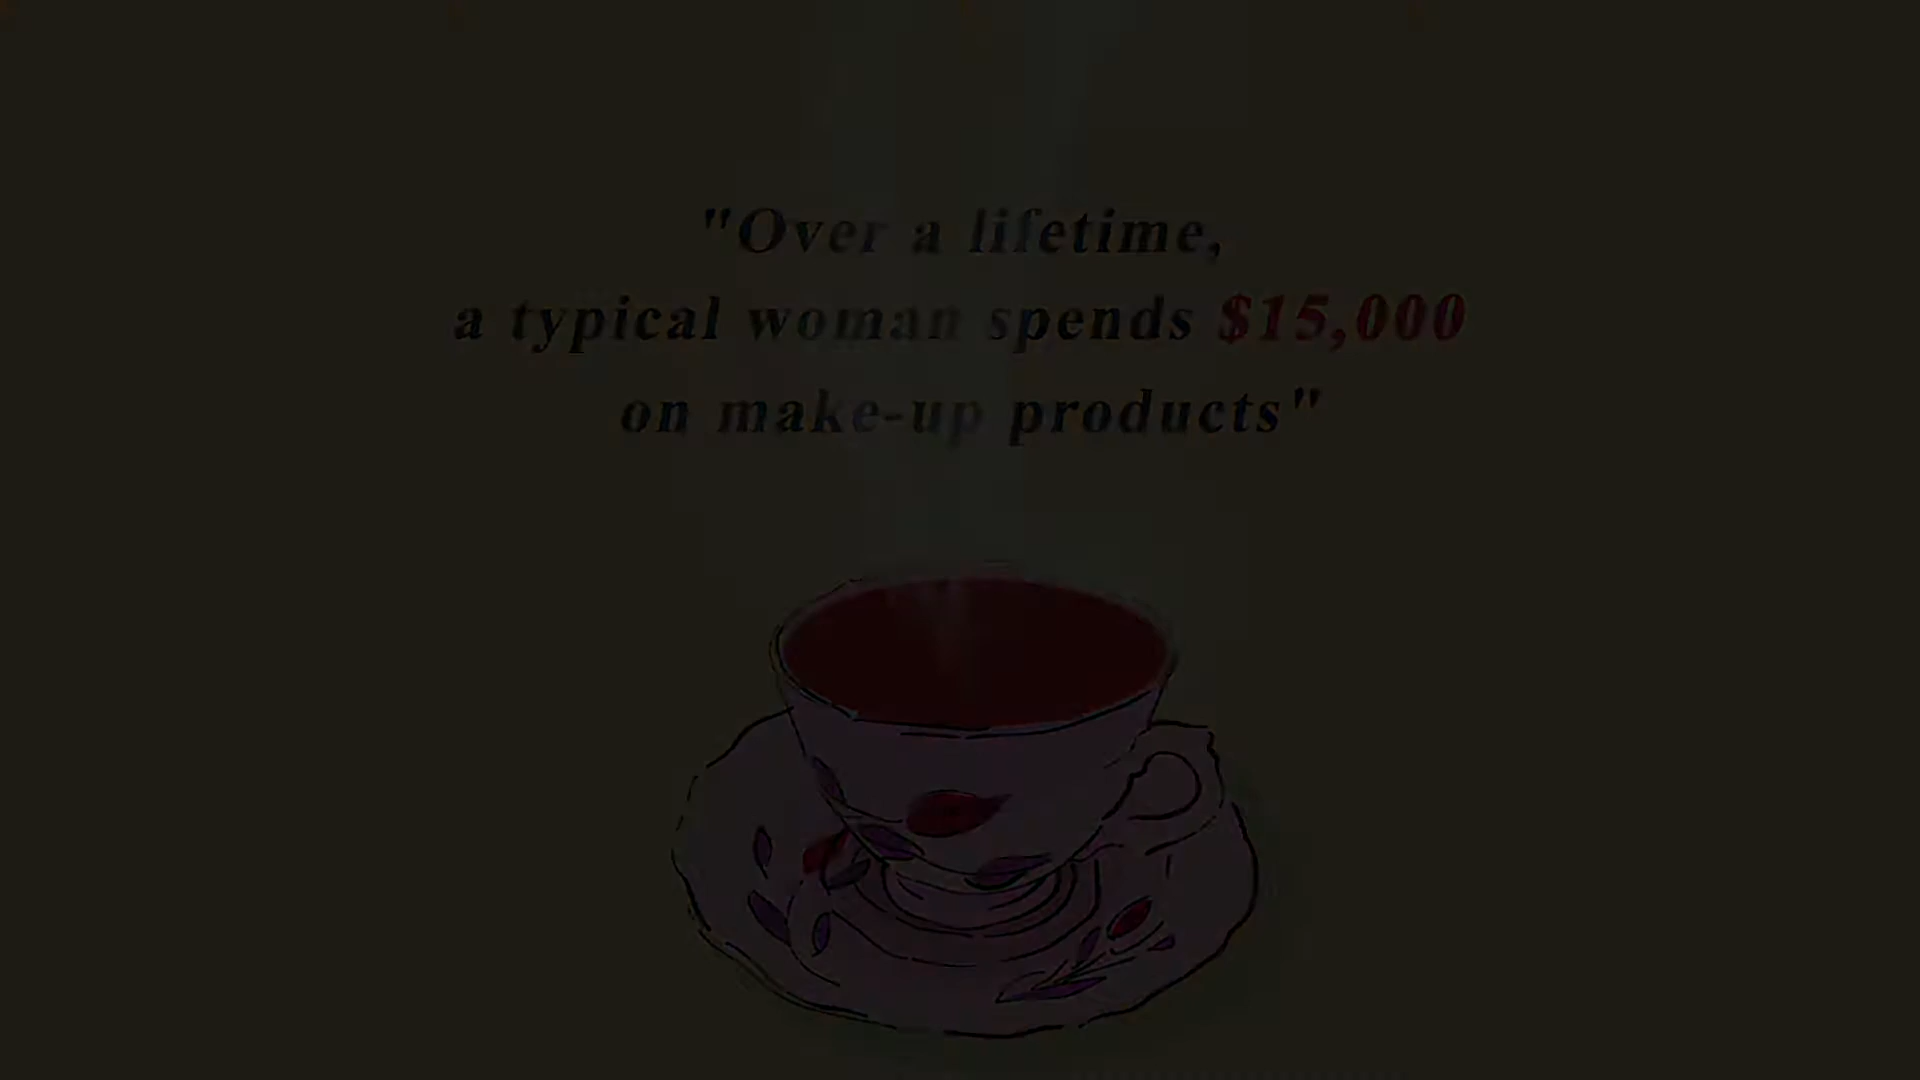 "Over a lifetime,
a typical woman spends $15,000
on make-up products"